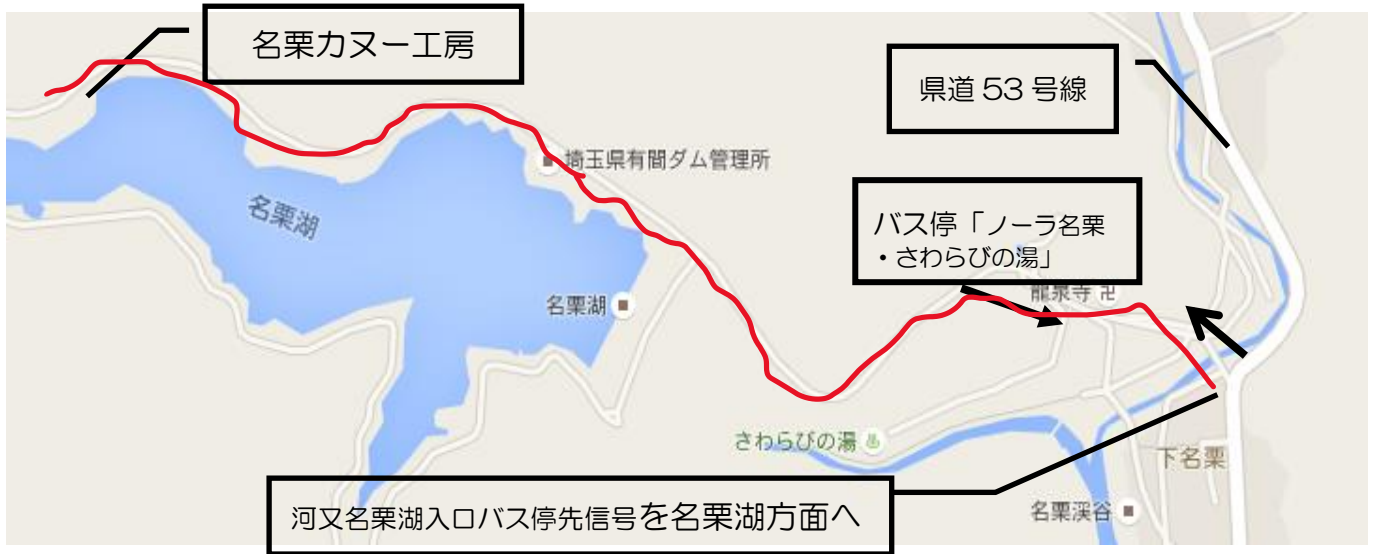 名栗カヌー工房
県道 53 号線
埼玉県有間ダム管理所
バス停「ノーラ名栗
・さわらびの湯」
名栗湖
龍泉寺 卍
名栗湖
さわらびの湯
下名栗
河又名栗湖入口バス停先信号を名栗湖方面へ
名栗渓谷